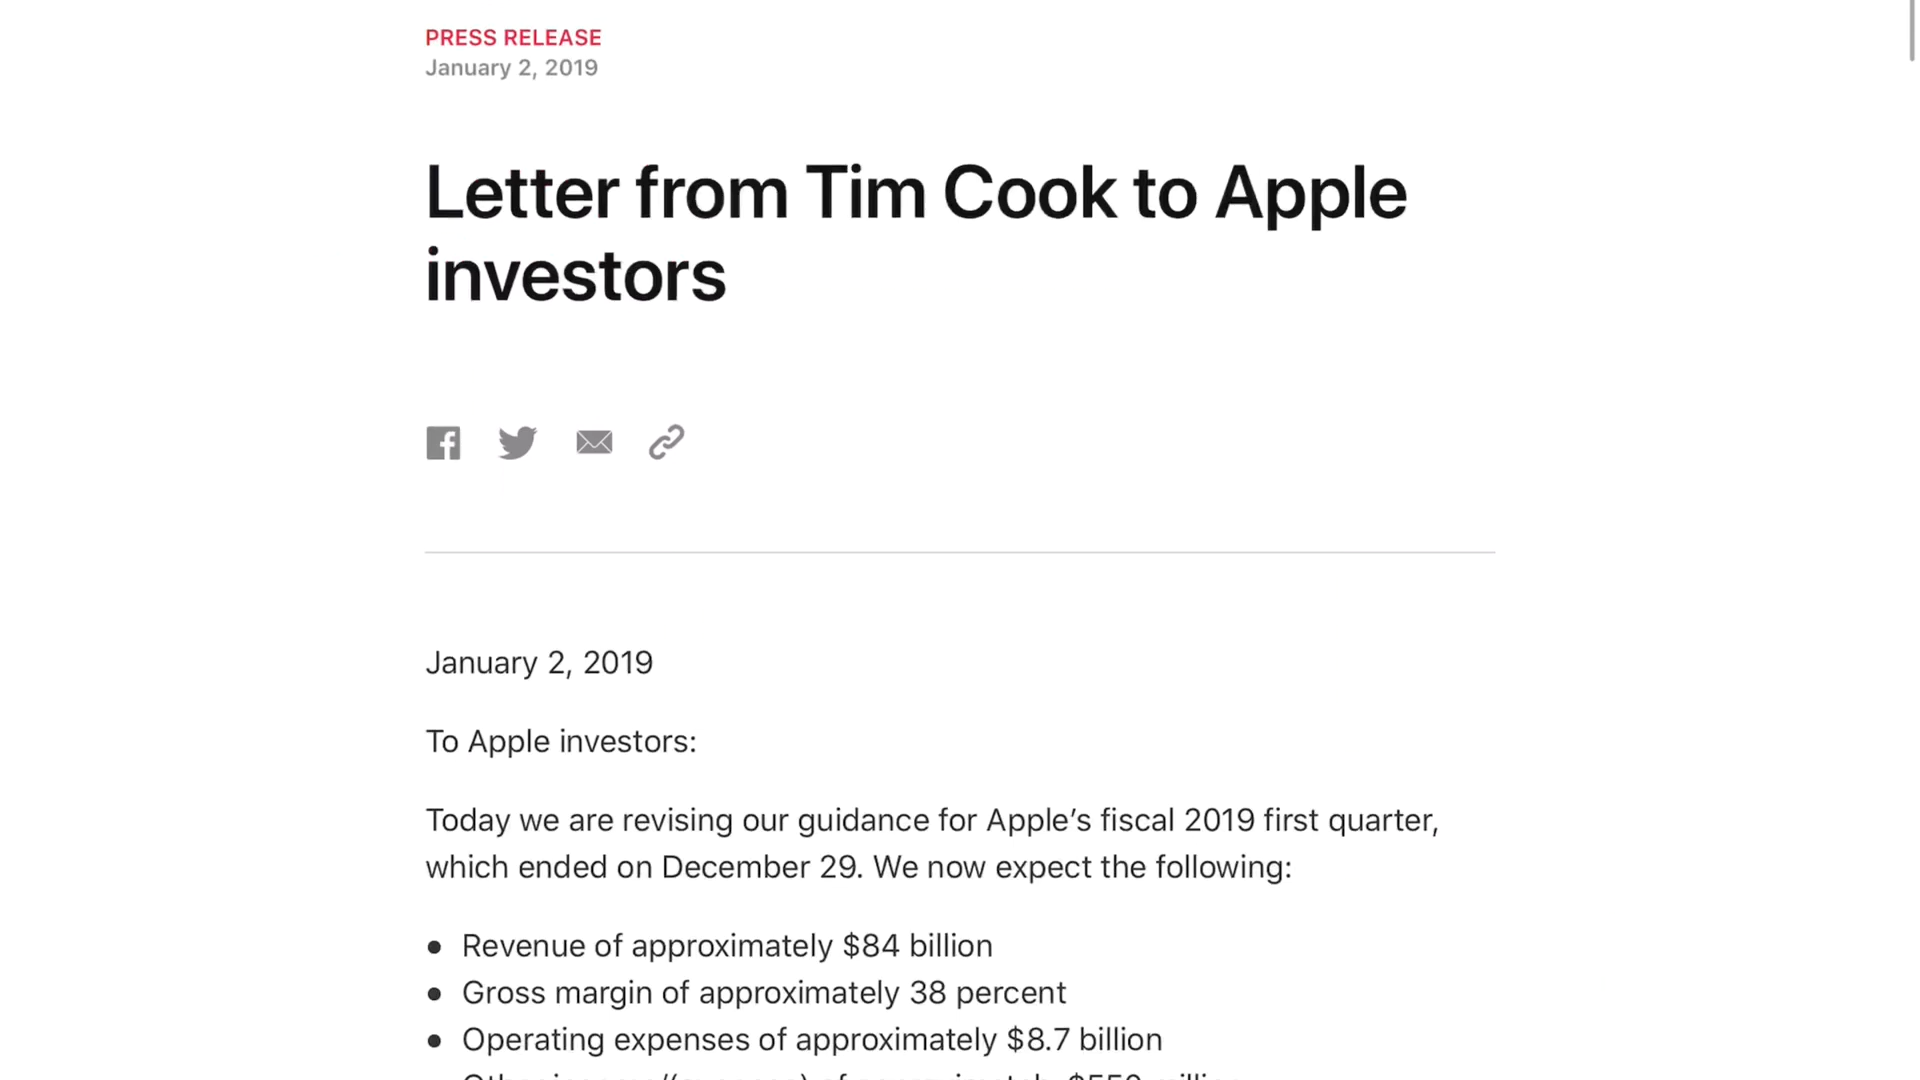 PRESS RELEASE
January 2, 2019
Letter from Tim Cook to Apple
investors
January 2, 2019
To Apple investors:
Today we are revising our guidance for Apple’s fiscal 2019 first quarter,
which ended on December 29. We now expect the following:
● Revenue of approximately $84 billion
● Gross margin of approximately 38 percent
● Operating expenses of approximately $8.7 billion